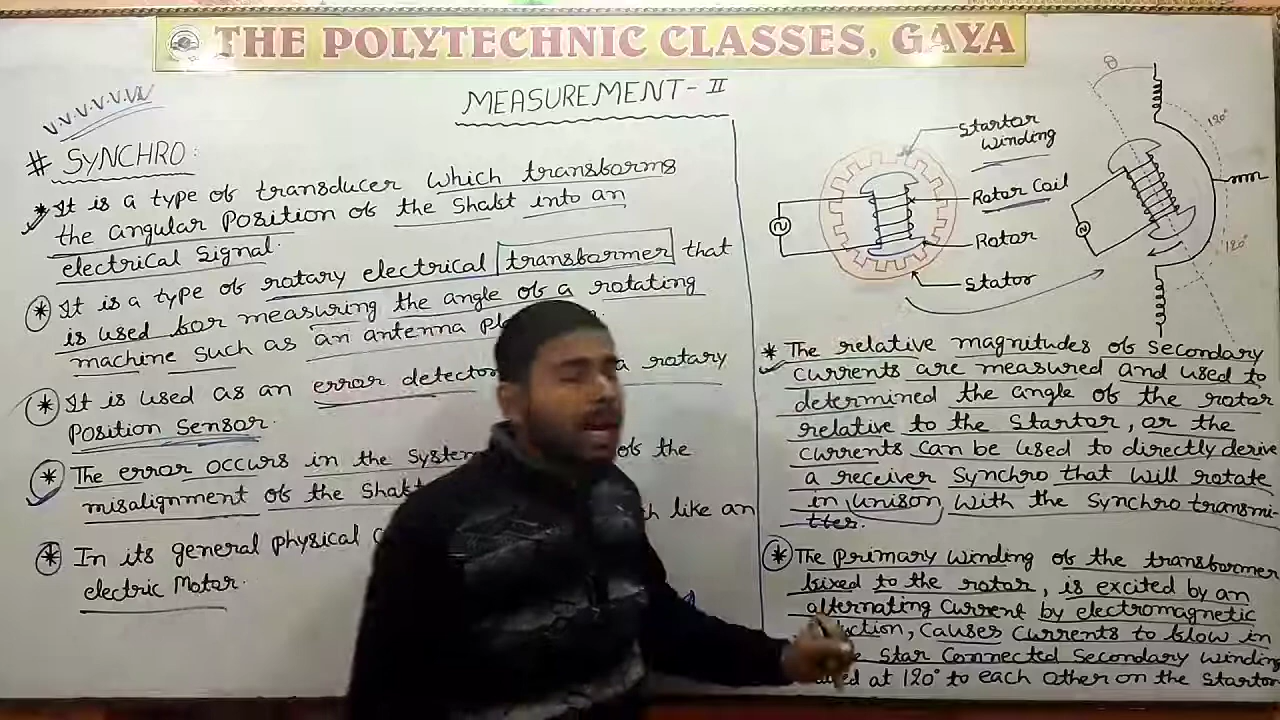 THE POLYTECHNIC CLASSES, GAYA
MEASUREMENT-II
V.V.V.V.VI
# SYNCHRO:
* It is a type of transducer which transforms
the angular Position of the Shaft into an
electrical Signal.
* It is a type of rotary electrical transformer that
is used for measuring the angle of a rotating
machine such as an antenna
* It is used as an error detector a rotary
Position Sensor.
* The error occurs in the System of the
misalignment of the Shaft
* In its general physical like an
electric Motor.
Startor
winding
Rotor Coil
Rotor
Stator
θ
120°
120°
* The relative magnitudes of secondary
currents are measured and used to
determined the angle of the rotor
relative to the Startor, or the
currents can be used to directly derive
a receiver synchro that will rotate
in unison with the Synchro transmi-
tter.
* The primary winding of the transformer
fixed to the rotor, is excited by an
alternating Current by electromagnetic
Causes Currents to flow in
Star Connected Secondary winding
at 120° to each other on the Startor